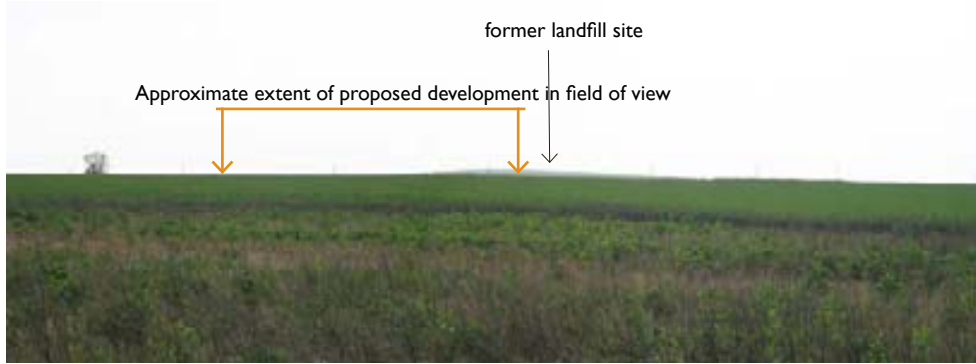 former landfill site
Approximate extent of proposed development in field of view